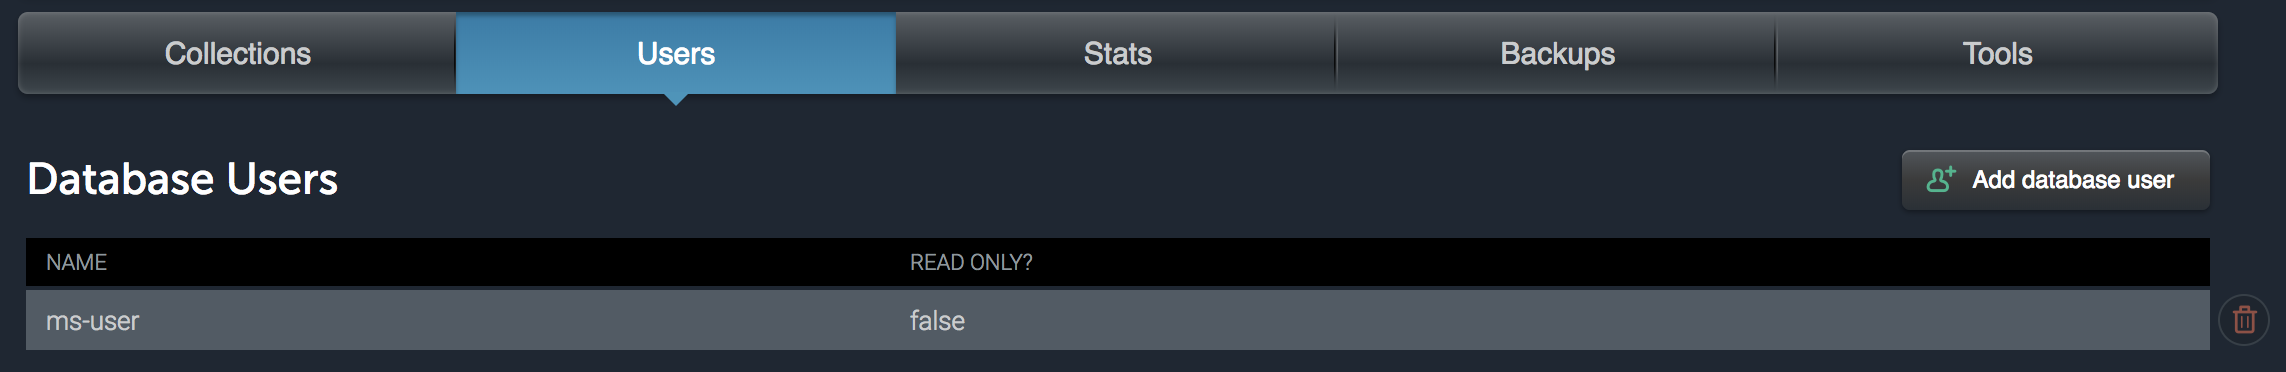 Collections Users Stats Backups Tools
Database Users
Add database user
NAME READ ONLY?
ms-user false